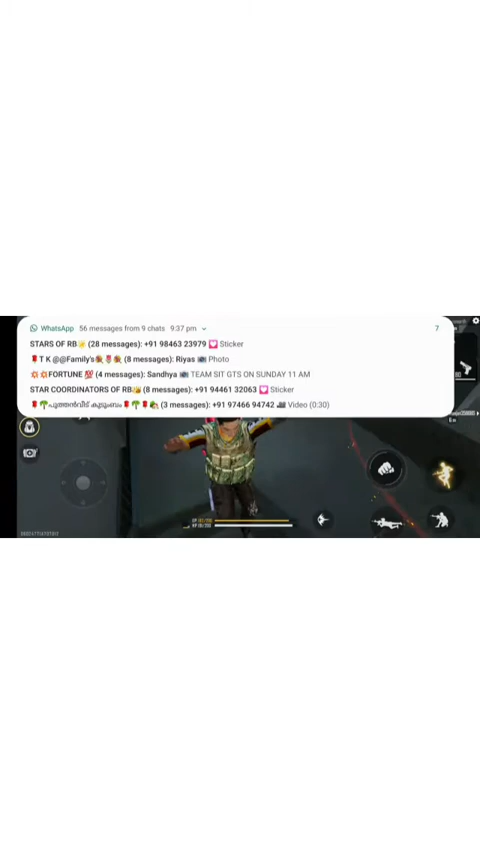 WhatsApp 56 messages from 9 chats 9:37 pm 7
STARS OF RB🌟 (28 messages): +91 98463 23979 💟 Sticker
🌹T K @@Family's💐🌷💐 (8 messages): Riyas 📷 Photo
💥💥FORTUNE 💯 (4 messages): Sandhya 📷 TEAM SIT GTS ON SUNDAY 11 AM
STAR COORDINATORS OF RB (8 messages): +91 94461 32063 💟 Sticker
🌹🌴പുത്തൻവീട് കുടുംബം🌹🌴🌹 (3 messages): +91 97466 94742 🎥 Video (0:30)